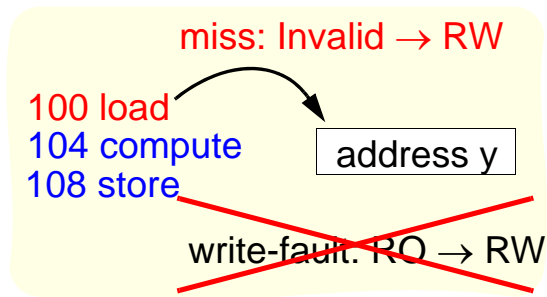 miss: Invalid → RW
100 load
104 compute
address y
108 store
write-fault: RO → RW